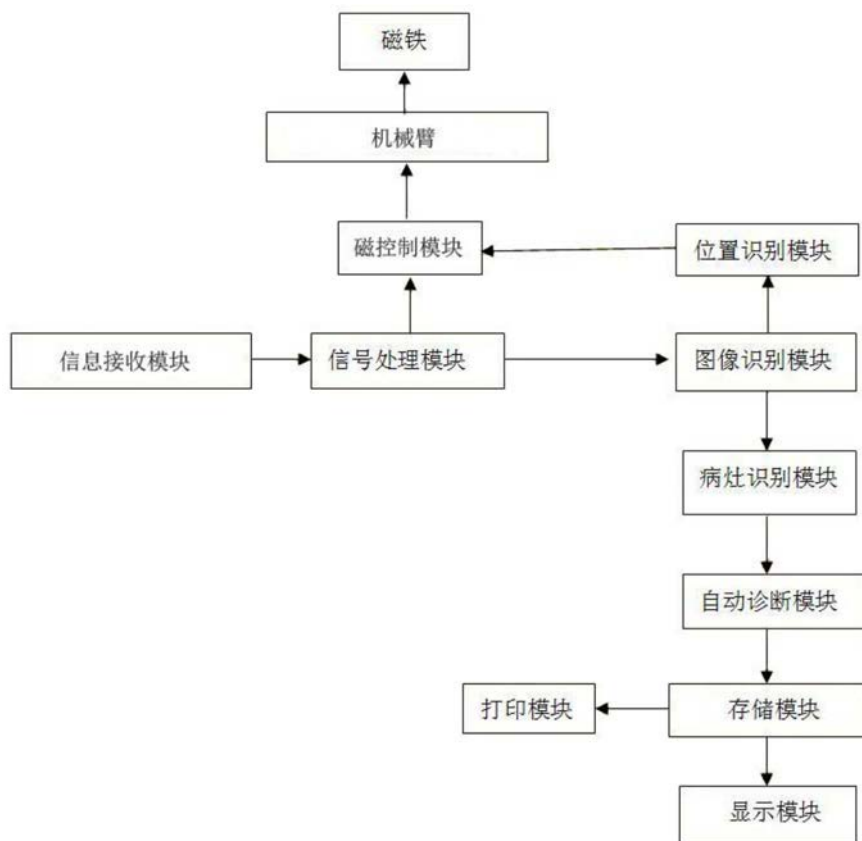 磁铁
机械臂
磁控制模块
位置识别模块
信息接收模块
信号处理模块
图像识别模块
病灶识别模块
自动诊断模块
打印模块
存储模块
显示模块